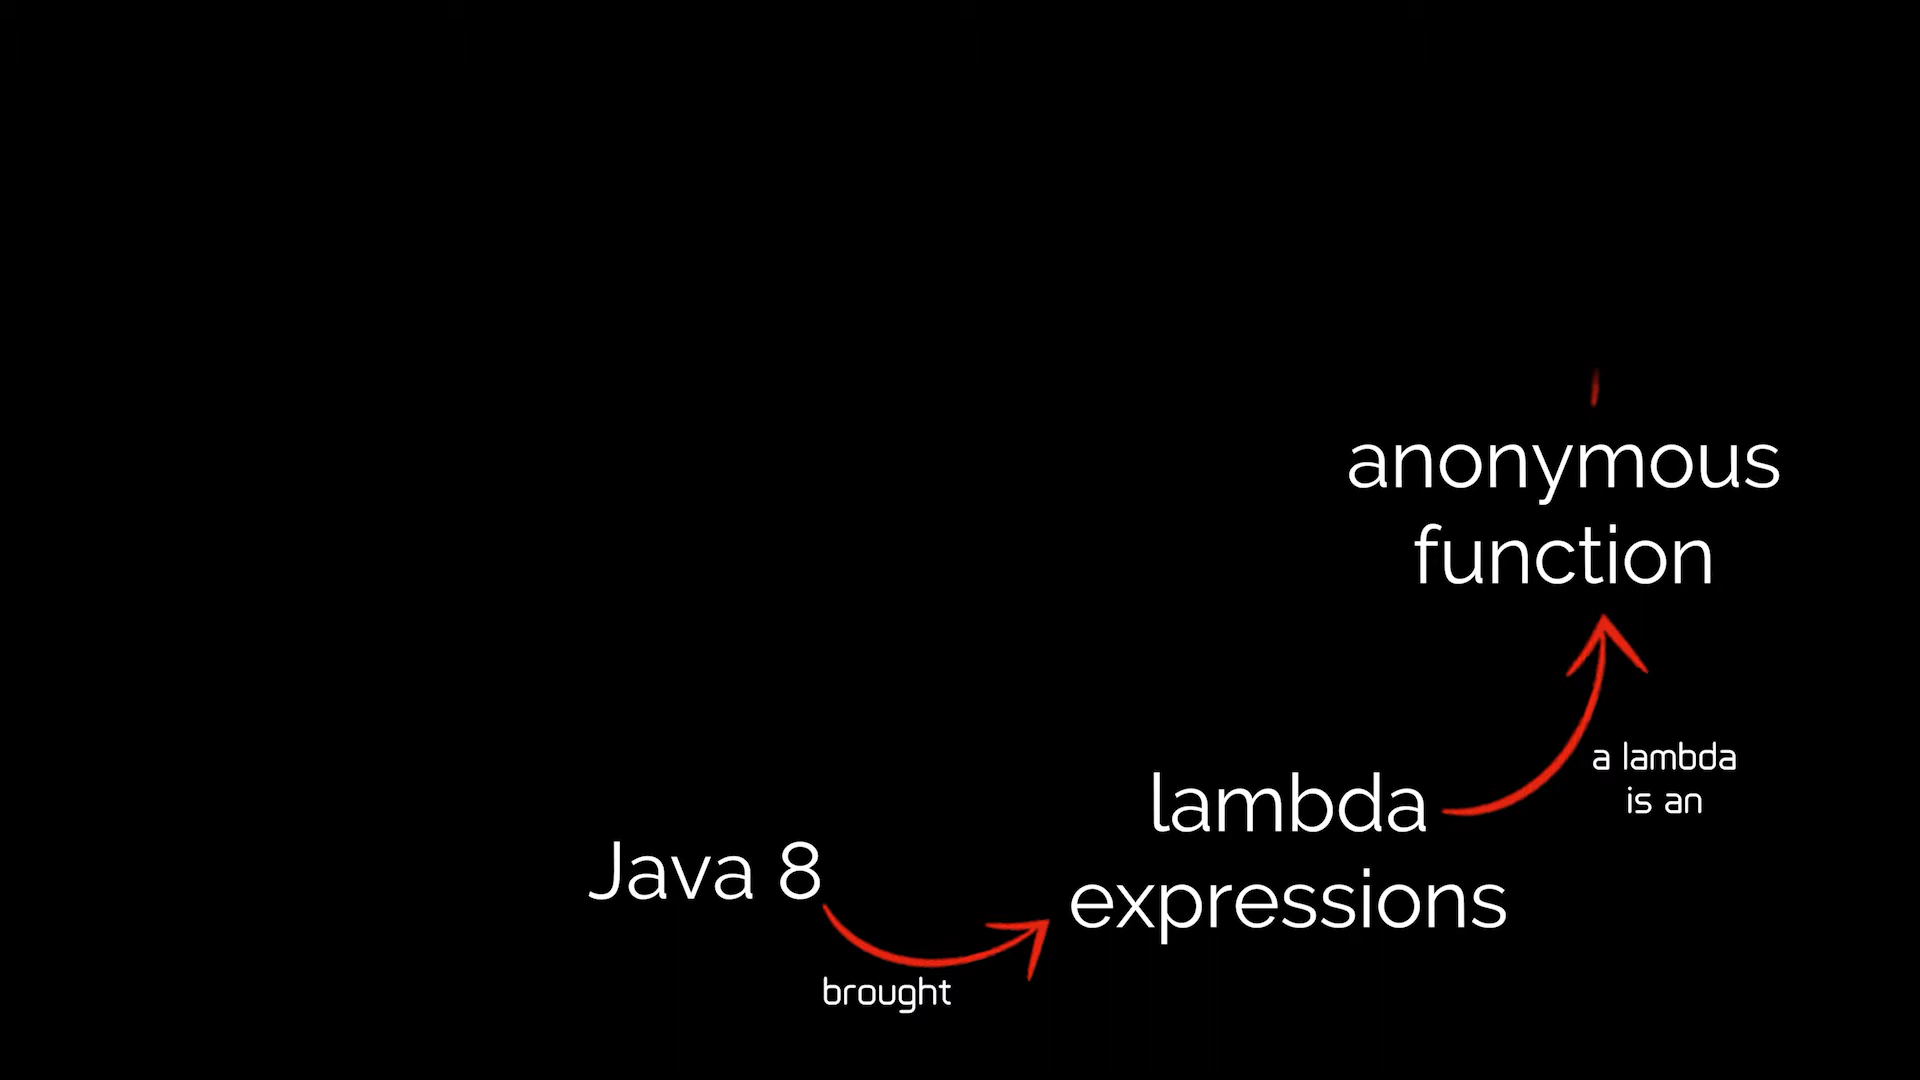 Java 8
brought
lambda
expressions
a lambda
is an
anonymous
function